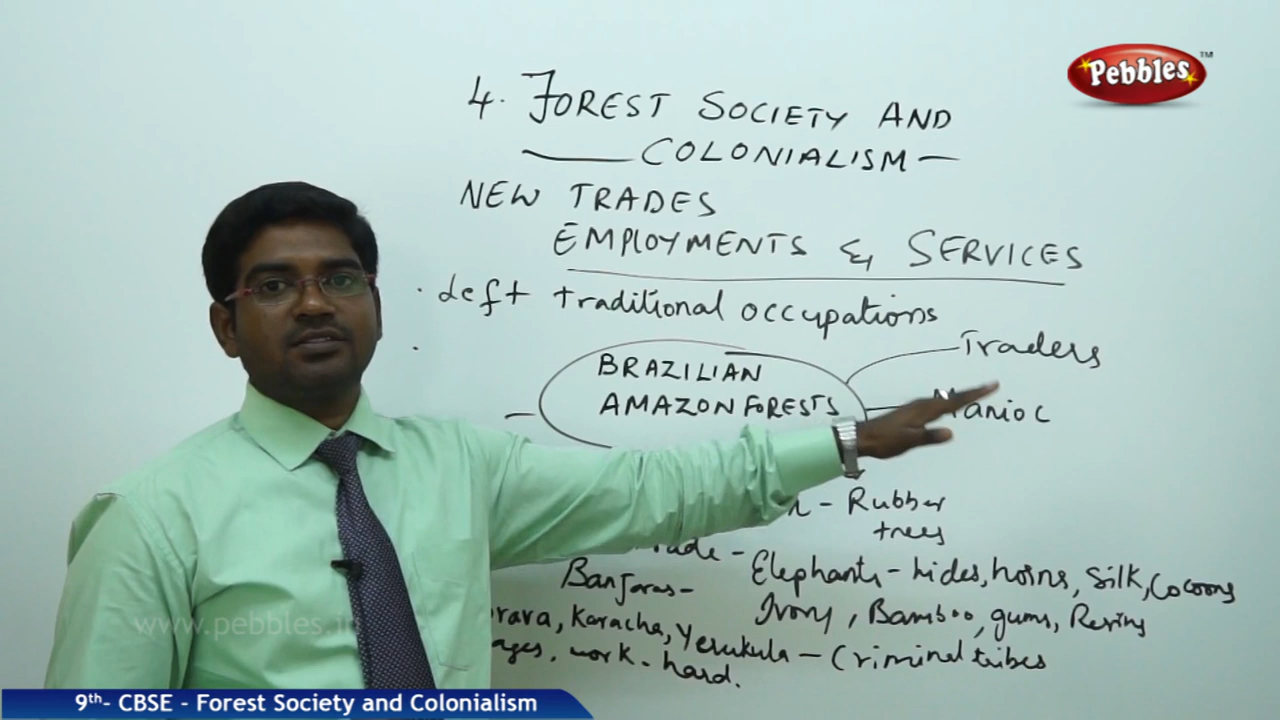 Pebbles™
4. FOREST SOCIETY AND
COLONIALISM
NEW TRADES
EMPLOYMENTS & SERVICES
. Left traditional occupations
.
BRAZILIAN
AMAZON FORESTS
Traders
Manioc
- Rubber
trees
- Elephants - hides, horns, Silk, Cocoons
Banjaras - Ivory, Bamboo, gums, Resins
Karacha, Yerukula - Criminal tribes
work - hard.
www.pebbles.in
9th- CBSE - Forest Society and Colonialism